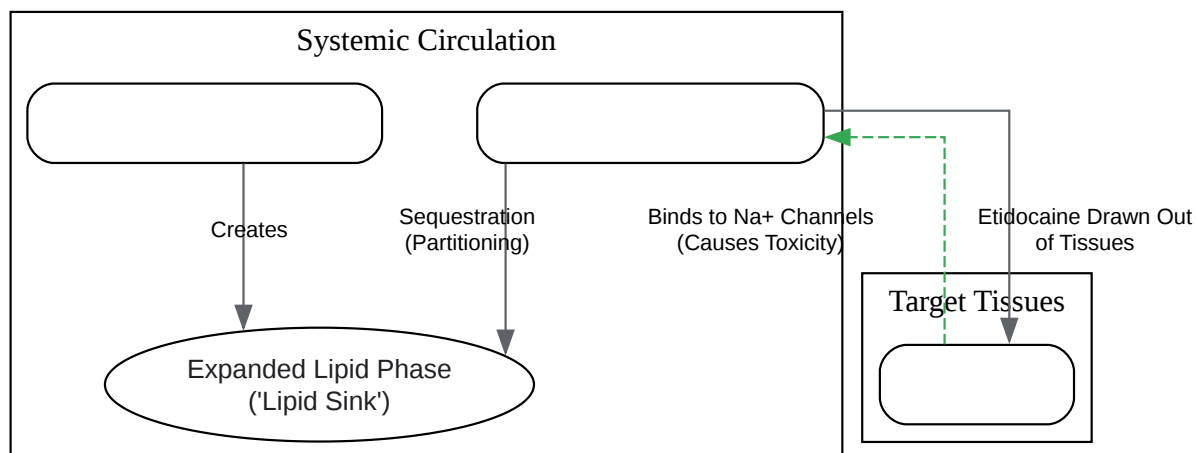 Systemic Circulation
Creates
Sequestration
(Partitioning)
Binds to Na+ Channels
(Causes Toxicity)
Etidocaine Drawn Out
of Tissues
Target Tissues
Expanded Lipid Phase
('Lipid Sink')